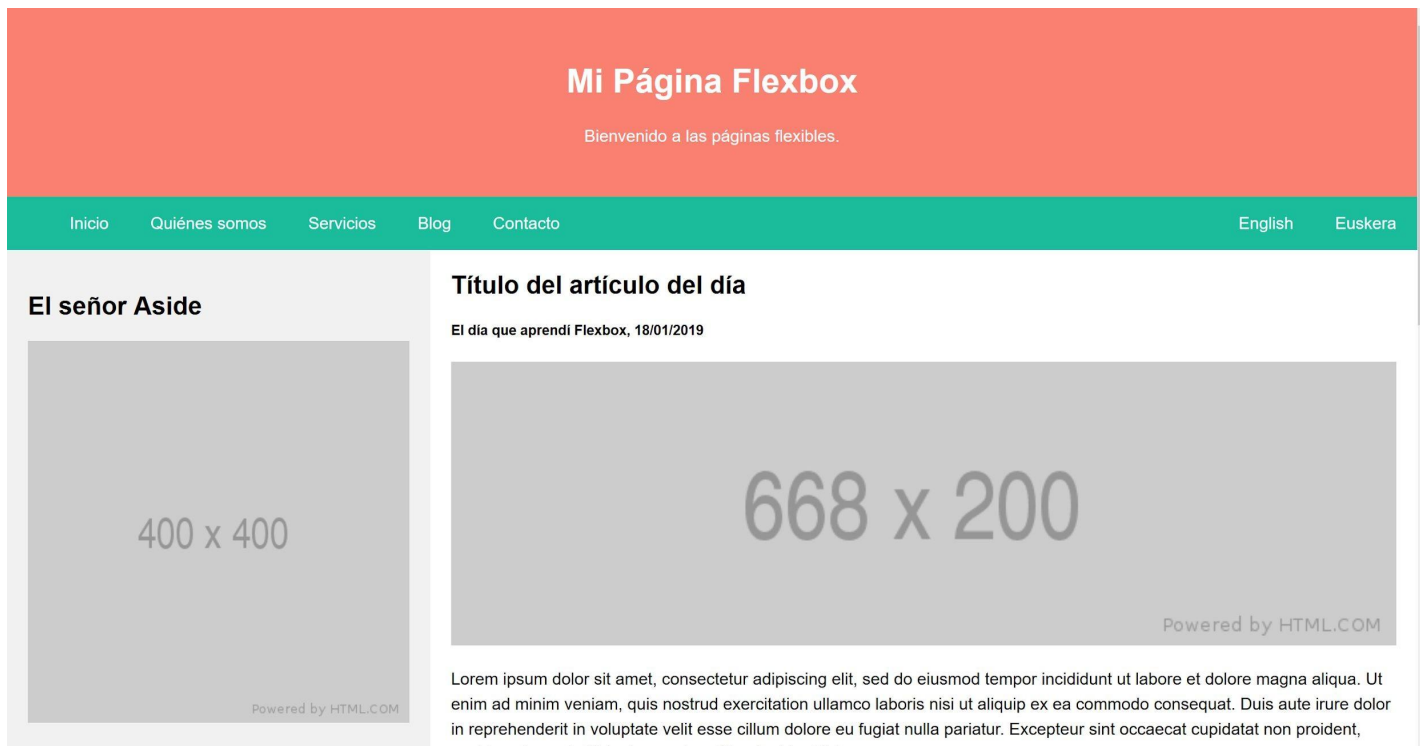 Mi Página Flexbox
Bienvenido a las páginas flexibles.
Inicio Quiénes somos Servicios Blog Contacto English Euskera
El señor Aside
400 x 400
Powered by HTML.COM
Título del artículo del día
El día que aprendí Flexbox, 18/01/2019
668 x 200
Powered by HTML.COM
Lorem ipsum dolor sit amet, consectetur adipiscing elit, sed do eiusmod tempor incididunt ut labore et dolore magna aliqua. Ut
enim ad minim veniam, quis nostrud exercitation ullamco laboris nisi ut aliquip ex ea commodo consequat. Duis aute irure dolor
in reprehenderit in voluptate velit esse cillum dolore eu fugiat nulla pariatur. Excepteur sint occaecat cupidatat non proident,